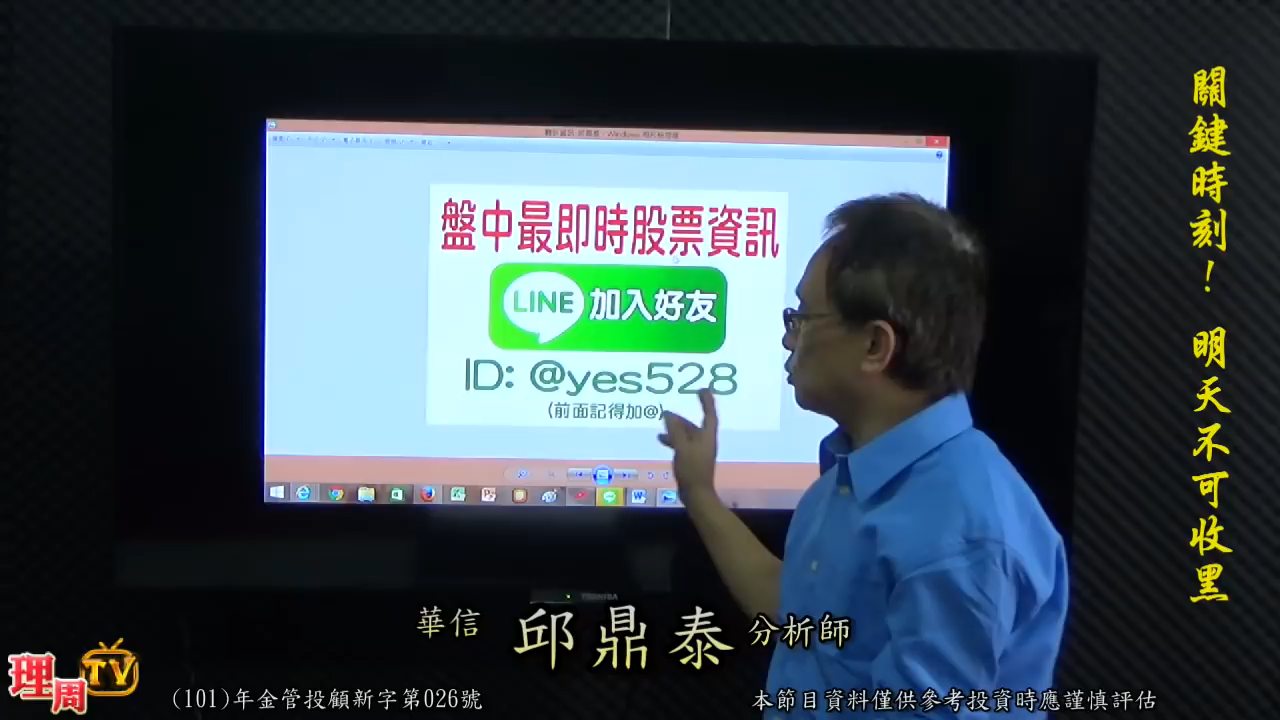 關鍵時刻！ 明天不可收黑
盤中最即時股票資訊
LINE 加入好友
ID: @yes528
(前面記得加@)
TOSHIBA
華信 邱鼎泰 分析師
理周TV
(101)年金管投顧新字第026號
本節目資料僅供參考投資時應謹慎評估